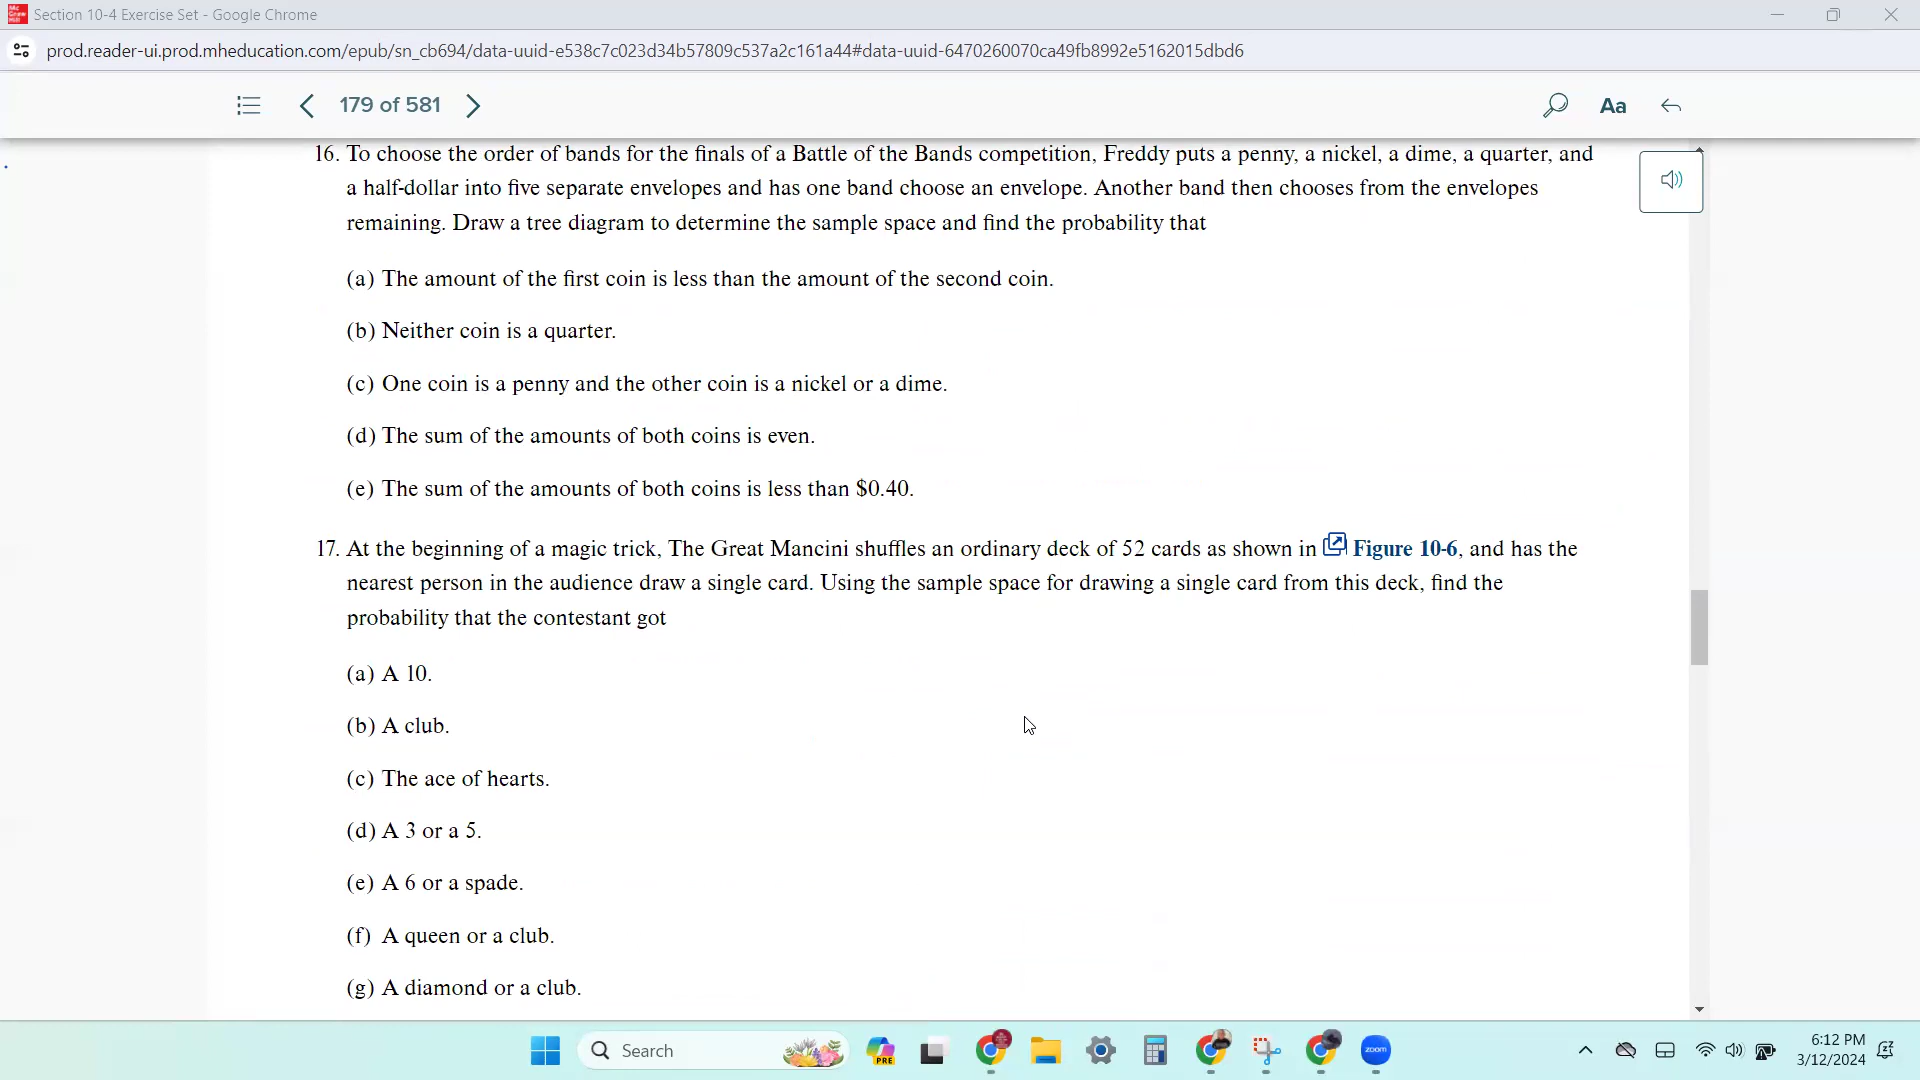 Section 10-4 Exercise Set - Google Chrome
prod.reader-ui.prod.mheducation.com/epub/sn_cb694/data-uuid-e538c7c023d34b57809c537a2c161a44#data-uuid-6470260070ca49fb8992e5162015dbd6
179 of 581
Aa
16. To choose the order of bands for the finals of a Battle of the Bands competition, Freddy puts a penny, a nickel, a dime, a quarter, and
a half-dollar into five separate envelopes and has one band choose an envelope. Another band then chooses from the envelopes
remaining. Draw a tree diagram to determine the sample space and find the probability that
(a) The amount of the first coin is less than the amount of the second coin.
(b) Neither coin is a quarter.
(c) One coin is a penny and the other coin is a nickel or a dime.
(d) The sum of the amounts of both coins is even.
(e) The sum of the amounts of both coins is less than $0.40.
17. At the beginning of a magic trick, The Great Mancini shuffles an ordinary deck of 52 cards as shown in Figure 10-6, and has the
nearest person in the audience draw a single card. Using the sample space for drawing a single card from this deck, find the
probability that the contestant got
(a) A 10.
(b) A club.
(c) The ace of hearts.
(d) A 3 or a 5.
(e) A 6 or a spade.
(f) A queen or a club.
(g) A diamond or a club.
Search
PRE
zoom
6:12 PM
3/12/2024